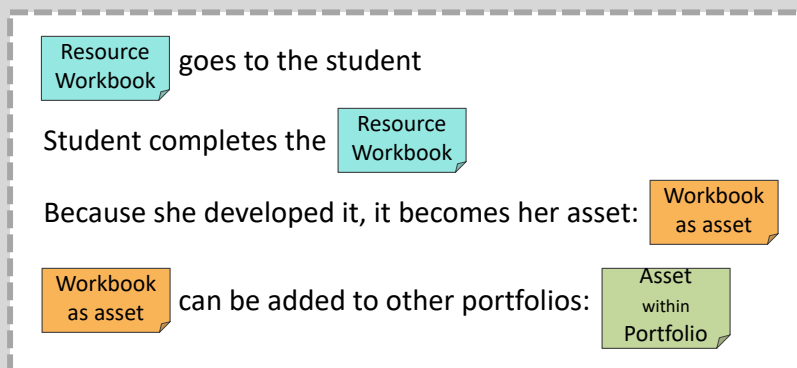 Resource Workbook goes to the student
Student completes the Resource Workbook
Because she developed it, it becomes her asset: Workbook as asset
Workbook as asset can be added to other portfolios: Asset within Portfolio